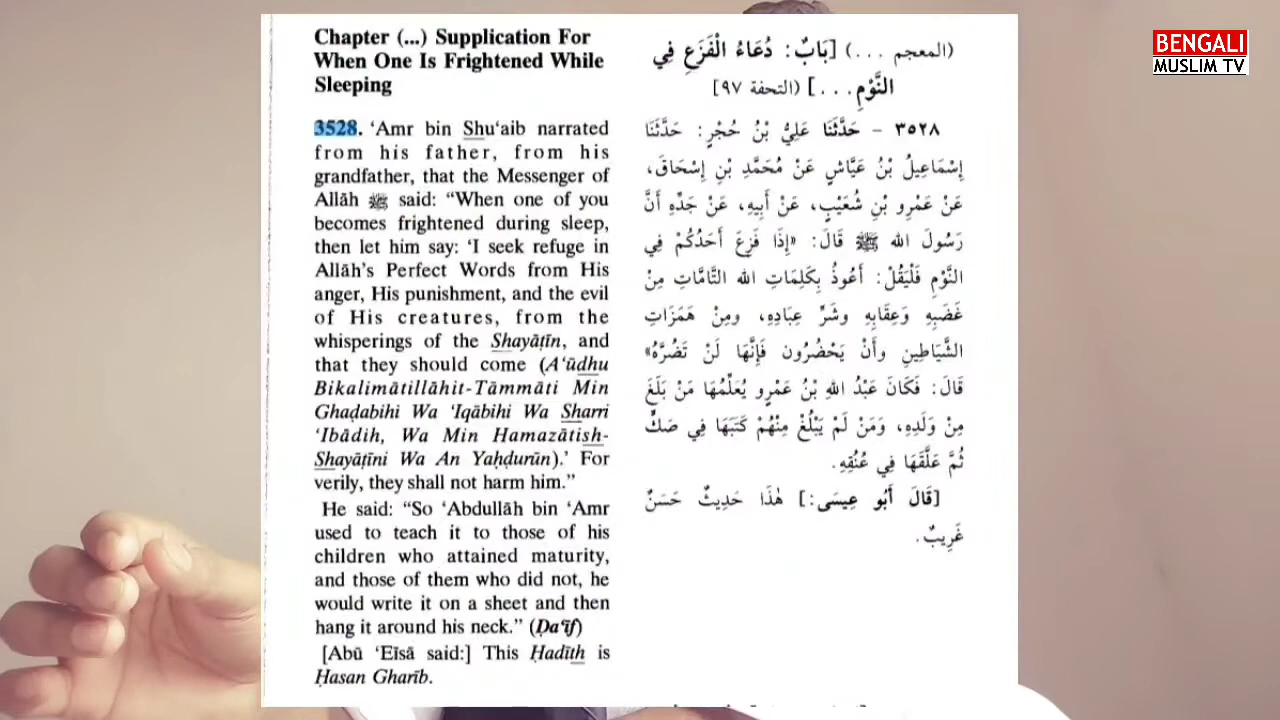 BENGALI
MUSLIM TV
Chapter (...) Supplication For
When One Is Frightened While
Sleeping
3528. ‘Amr bin Shu‘aib narrated
from his father, from his
grandfather, that the Messenger of
Allāh ﷺ said: “When one of you
becomes frightened during sleep,
then let him say: ‘I seek refuge in
Allāh’s Perfect Words from His
anger, His punishment, and the evil
of His creatures, from the
whisperings of the Shayāṭīn, and
that they should come (A‘ūdhu
Bikalimātillāhit-Tāmmāti Min
Ghaḍabihi Wa ‘Iqābihi Wa Sharri
‘Ibādih, Wa Min Hamazātish-
Shayāṭīni Wa An Yaḥḍurūn).’ For
verily, they shall not harm him.”
He said: “So ‘Abdullāh bin ‘Amr
used to teach it to those of his
children who attained maturity,
and those of them who did not, he
would write it on a sheet and then
hang it around his neck.” (Ḍa‘īf)
[Abū ‘Eīsā said:] This Ḥadīth is
Ḥasan Gharīb.
(المعجم . . .) [بَابٌ: دُعَاءُ الْفَزَعِ فِي
النَّوْمِ. . . ] (التحفة ٩٧]
٣٥٢٨ - حَدَّثَنَا عَلِيُّ بْنُ حُجْرٍ: حَدَّثَنَا
إِسْمَاعِيلُ بْنُ عَيَّاشٍ عَنْ مُحَمَّدِ بْنِ إِسْحَاقَ،
عَنْ عَمْرِو بْنِ شُعَيْبٍ، عَنْ أَبِيهِ، عَنْ جَدِّهِ أَنَّ
رَسُولَ اللهِ ﷺ قَالَ: «إِذَا فَزِعَ أَحَدُكُمْ فِي
النَّوْمِ فَلْيَقُلْ: أَعُوذُ بِكَلِمَاتِ اللهِ التَّامَّاتِ مِنْ
غَضَبِهِ وَعِقَابِهِ وشَرِّ عِبَادِهِ، ومِنْ هَمَزَاتِ
الشَّيَاطِينِ وأَنْ يَحْضُرُون فَإِنَّهَا لَنْ تَضُرَّهُ»
قَالَ: فَكَانَ عَبْدُ اللهِ بْنُ عَمْرٍو يُعَلِّمُهَا مَنْ بَلَغَ
مِنْ وَلَدِهِ، وَمَنْ لَمْ يَبْلُغْ مِنْهُمْ كَتَبَهَا فِي صَكٍّ
ثُمَّ عَلَّقَهَا فِي عُنُقِهِ.
[قَالَ أَبُو عِيسَى:] هٰذَا حَدِيثٌ حَسَنٌ
غَرِيبٌ.